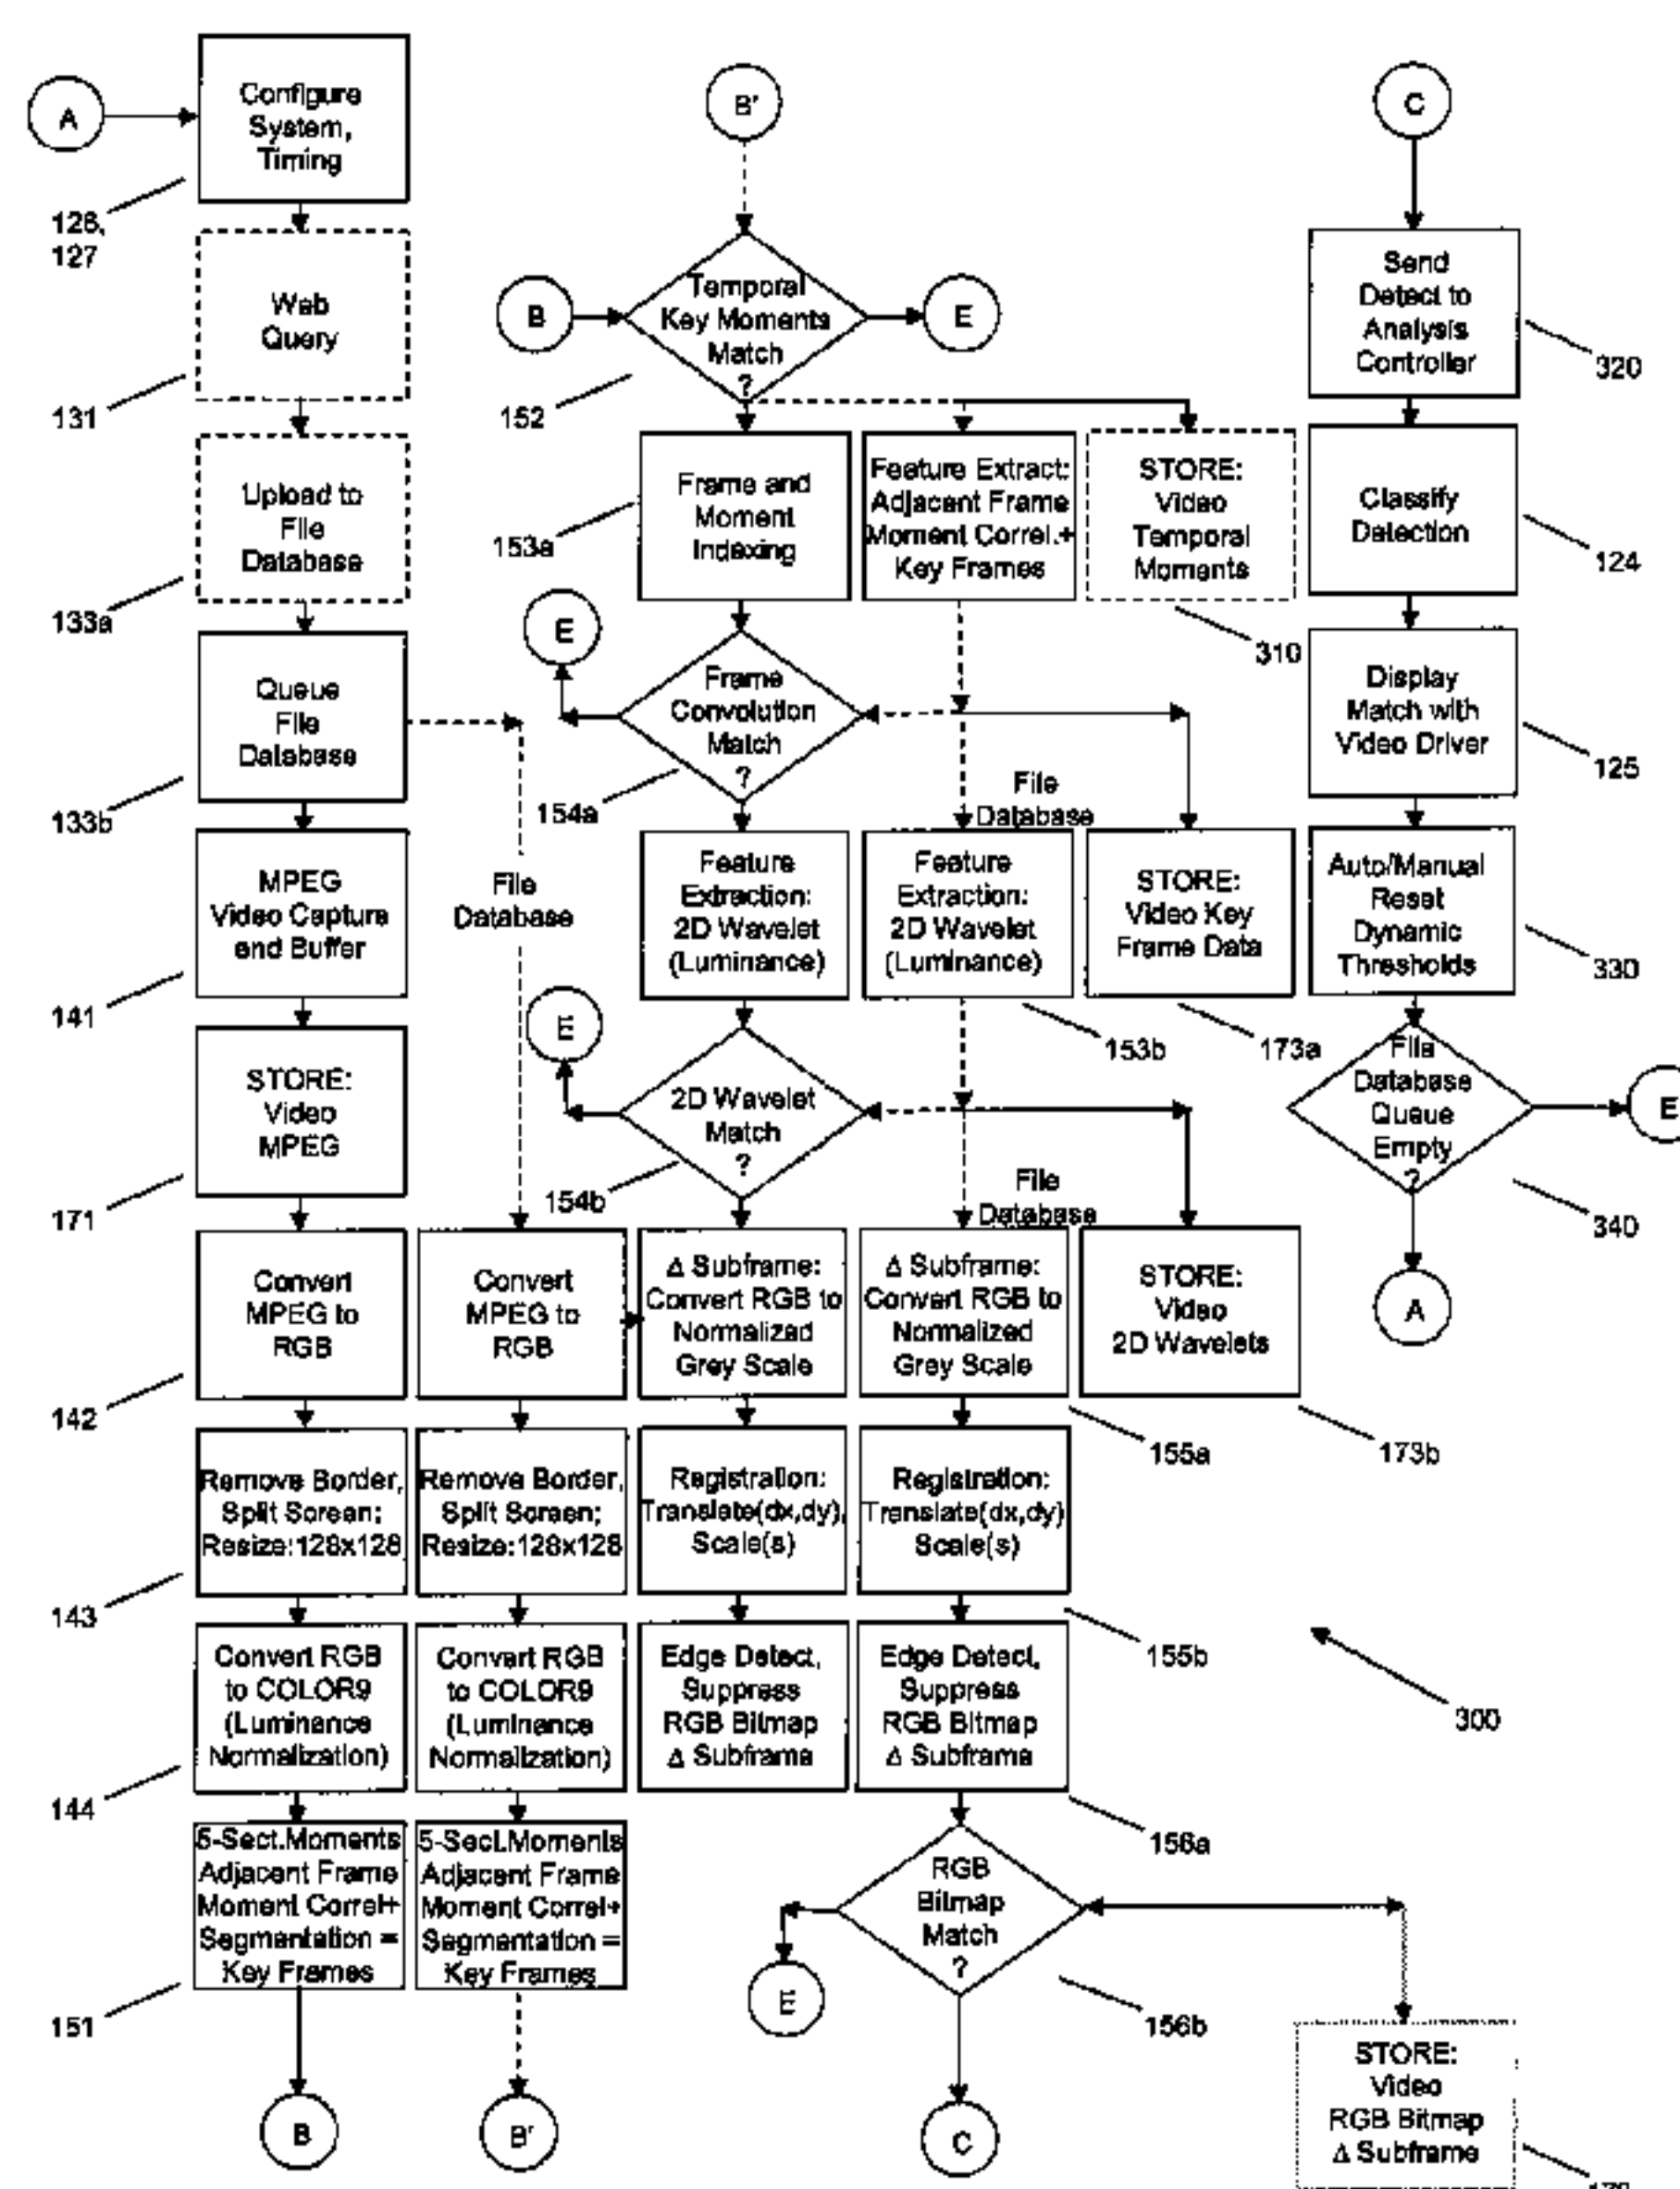 A
Configure
System,
Timing
126,
127
Web
Query
131
Upload to
File
Database
133a
Queue
File
Database
133b
MPEG
Video Capture
and Buffer
141
STORE:
Video
MPEG
171
Convert
MPEG to
RGB
142
Remove Border,
Split Screen;
Resize:128x128
143
Convert RGB
to COLOR9
(Luminance
Normalization)
144
5-Sect.Moments
Adjacent Frame
Moment Correl+
Segmentation =
Key Frames
151
B
File
Database
Convert
MPEG to
RGB
Remove Border,
Split Screen;
Resize:128x128
Convert RGB
to COLOR9
(Luminance
Normalization)
5-Sect.Moments
Adjacent Frame
Moment Correl+
Segmentation =
Key Frames
B'
B'
B
Temporal
Key Moments
Match
?
E
152
Frame and
Moment
Indexing
153a
E
Frame
Convolution
Match
?
154a
Feature
Extraction:
2D Wavelet
(Luminance)
E
2D Wavelet
Match
?
154b
Δ Subframe:
Convert RGB to
Normalized
Grey Scale
Registration:
Translate(dx,dy),
Scale(s)
Edge Detect,
Suppress
RGB Bitmap
Δ Subframe
Feature Extract:
Adjacent Frame
Moment Correl.+
Key Frames
File
Database
Feature
Extraction:
2D Wavelet
(Luminance)
153b
File
Database
Δ Subframe:
Convert RGB to
Normalized
Grey Scale
155a
Registration:
Translate(dx,dy)
Scale(s)
155b
Edge Detect,
Suppress
RGB Bitmap
Δ Subframe
156a
RGB
Bitmap
Match
?
E
156b
C
STORE:
Video
Temporal
Moments
310
STORE:
Video Key
Frame Data
173a
STORE:
Video
2D Wavelets
173b
C
Send
Detect to
Analysis
Controller
320
Classify
Detection
124
Display
Match with
Video Driver
125
Auto/Manual
Reset
Dynamic
Thresholds
330
File
Database
Queue
Empty
?
E
340
A
300
STORE:
Video
RGB Bitmap
Δ Subframe